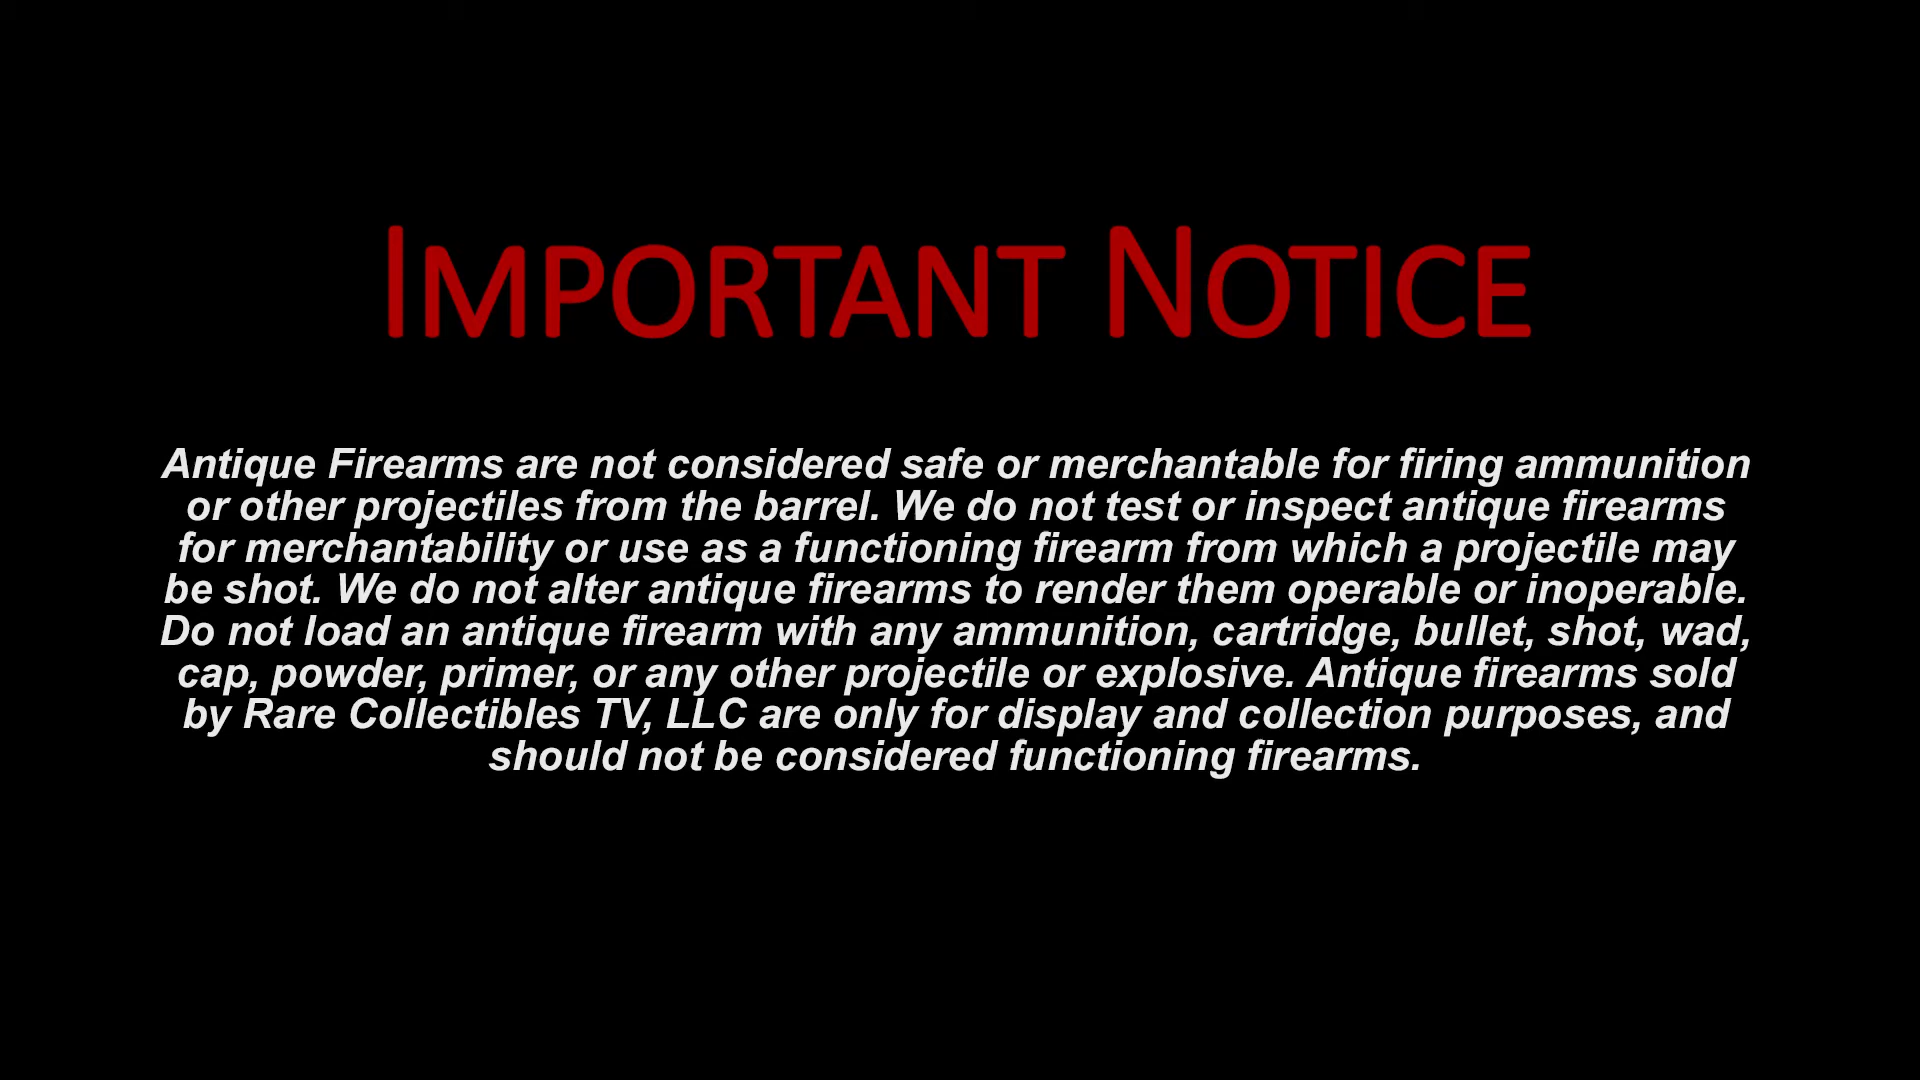 IMPORTANT NOTICE
Antique Firearms are not considered safe or merchantable for firing ammunition
or other projectiles from the barrel. We do not test or inspect antique firearms
for merchantability or use as a functioning firearm from which a projectile may
be shot. We do not alter antique firearms to render them operable or inoperable.
Do not load an antique firearm with any ammunition, cartridge, bullet, shot, wad,
cap, powder, primer, or any other projectile or explosive. Antique firearms sold
by Rare Collectibles TV, LLC are only for display and collection purposes, and
should not be considered functioning firearms.